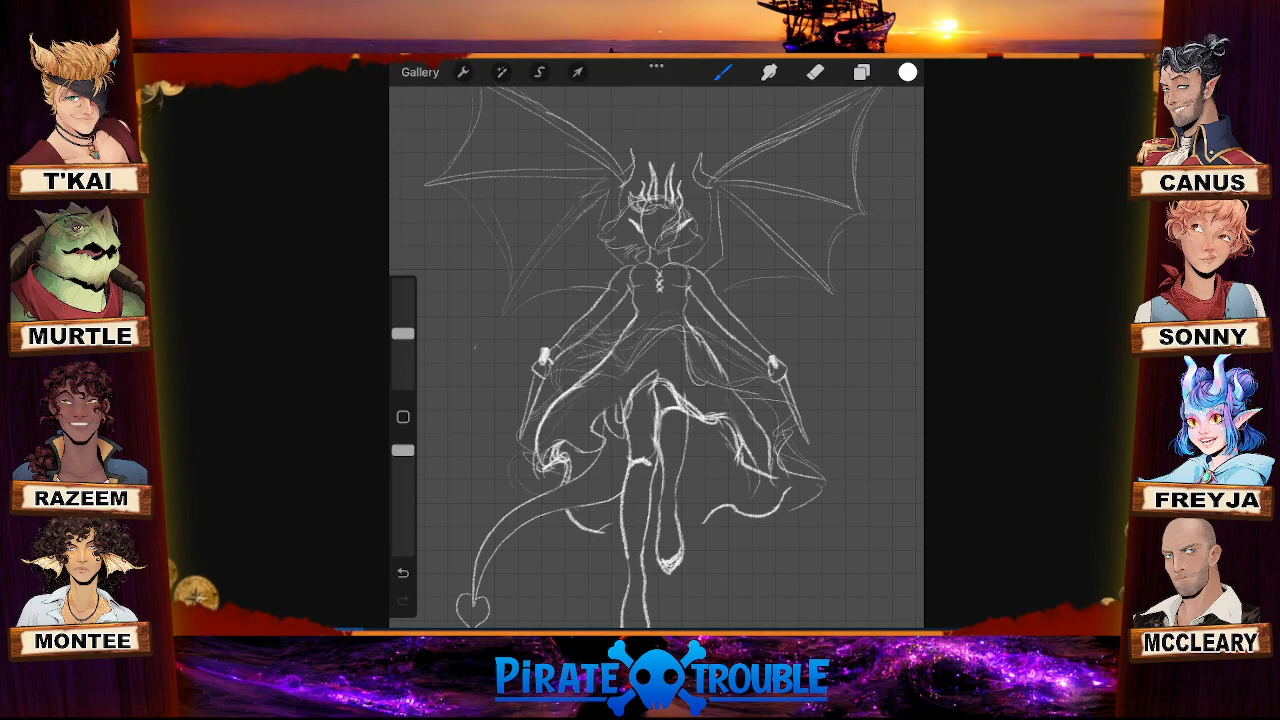 Gallery
T'KAI
MURTLE
RAZEEM
MONTEE
CANUS
SONNY
FREYJA
MCCLEARY
PIRATE TROUBLE